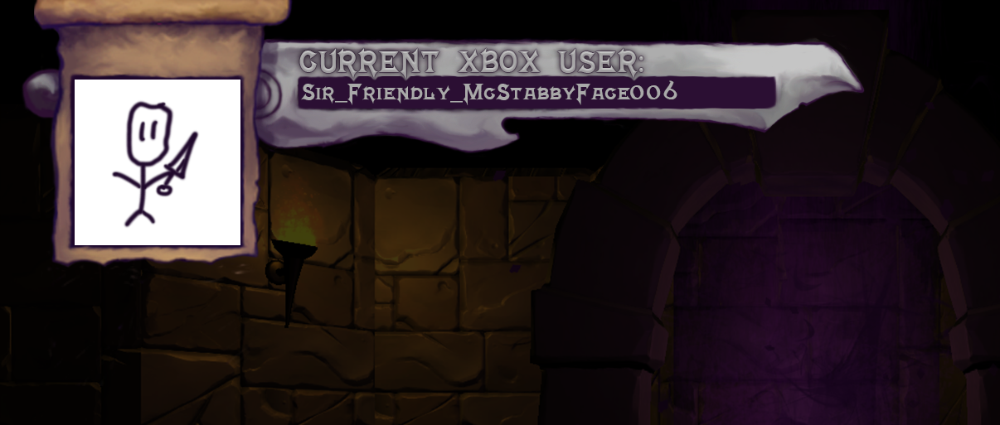 CURRENT XBOX USER:
Sir_Friendly_McStabbyFace006